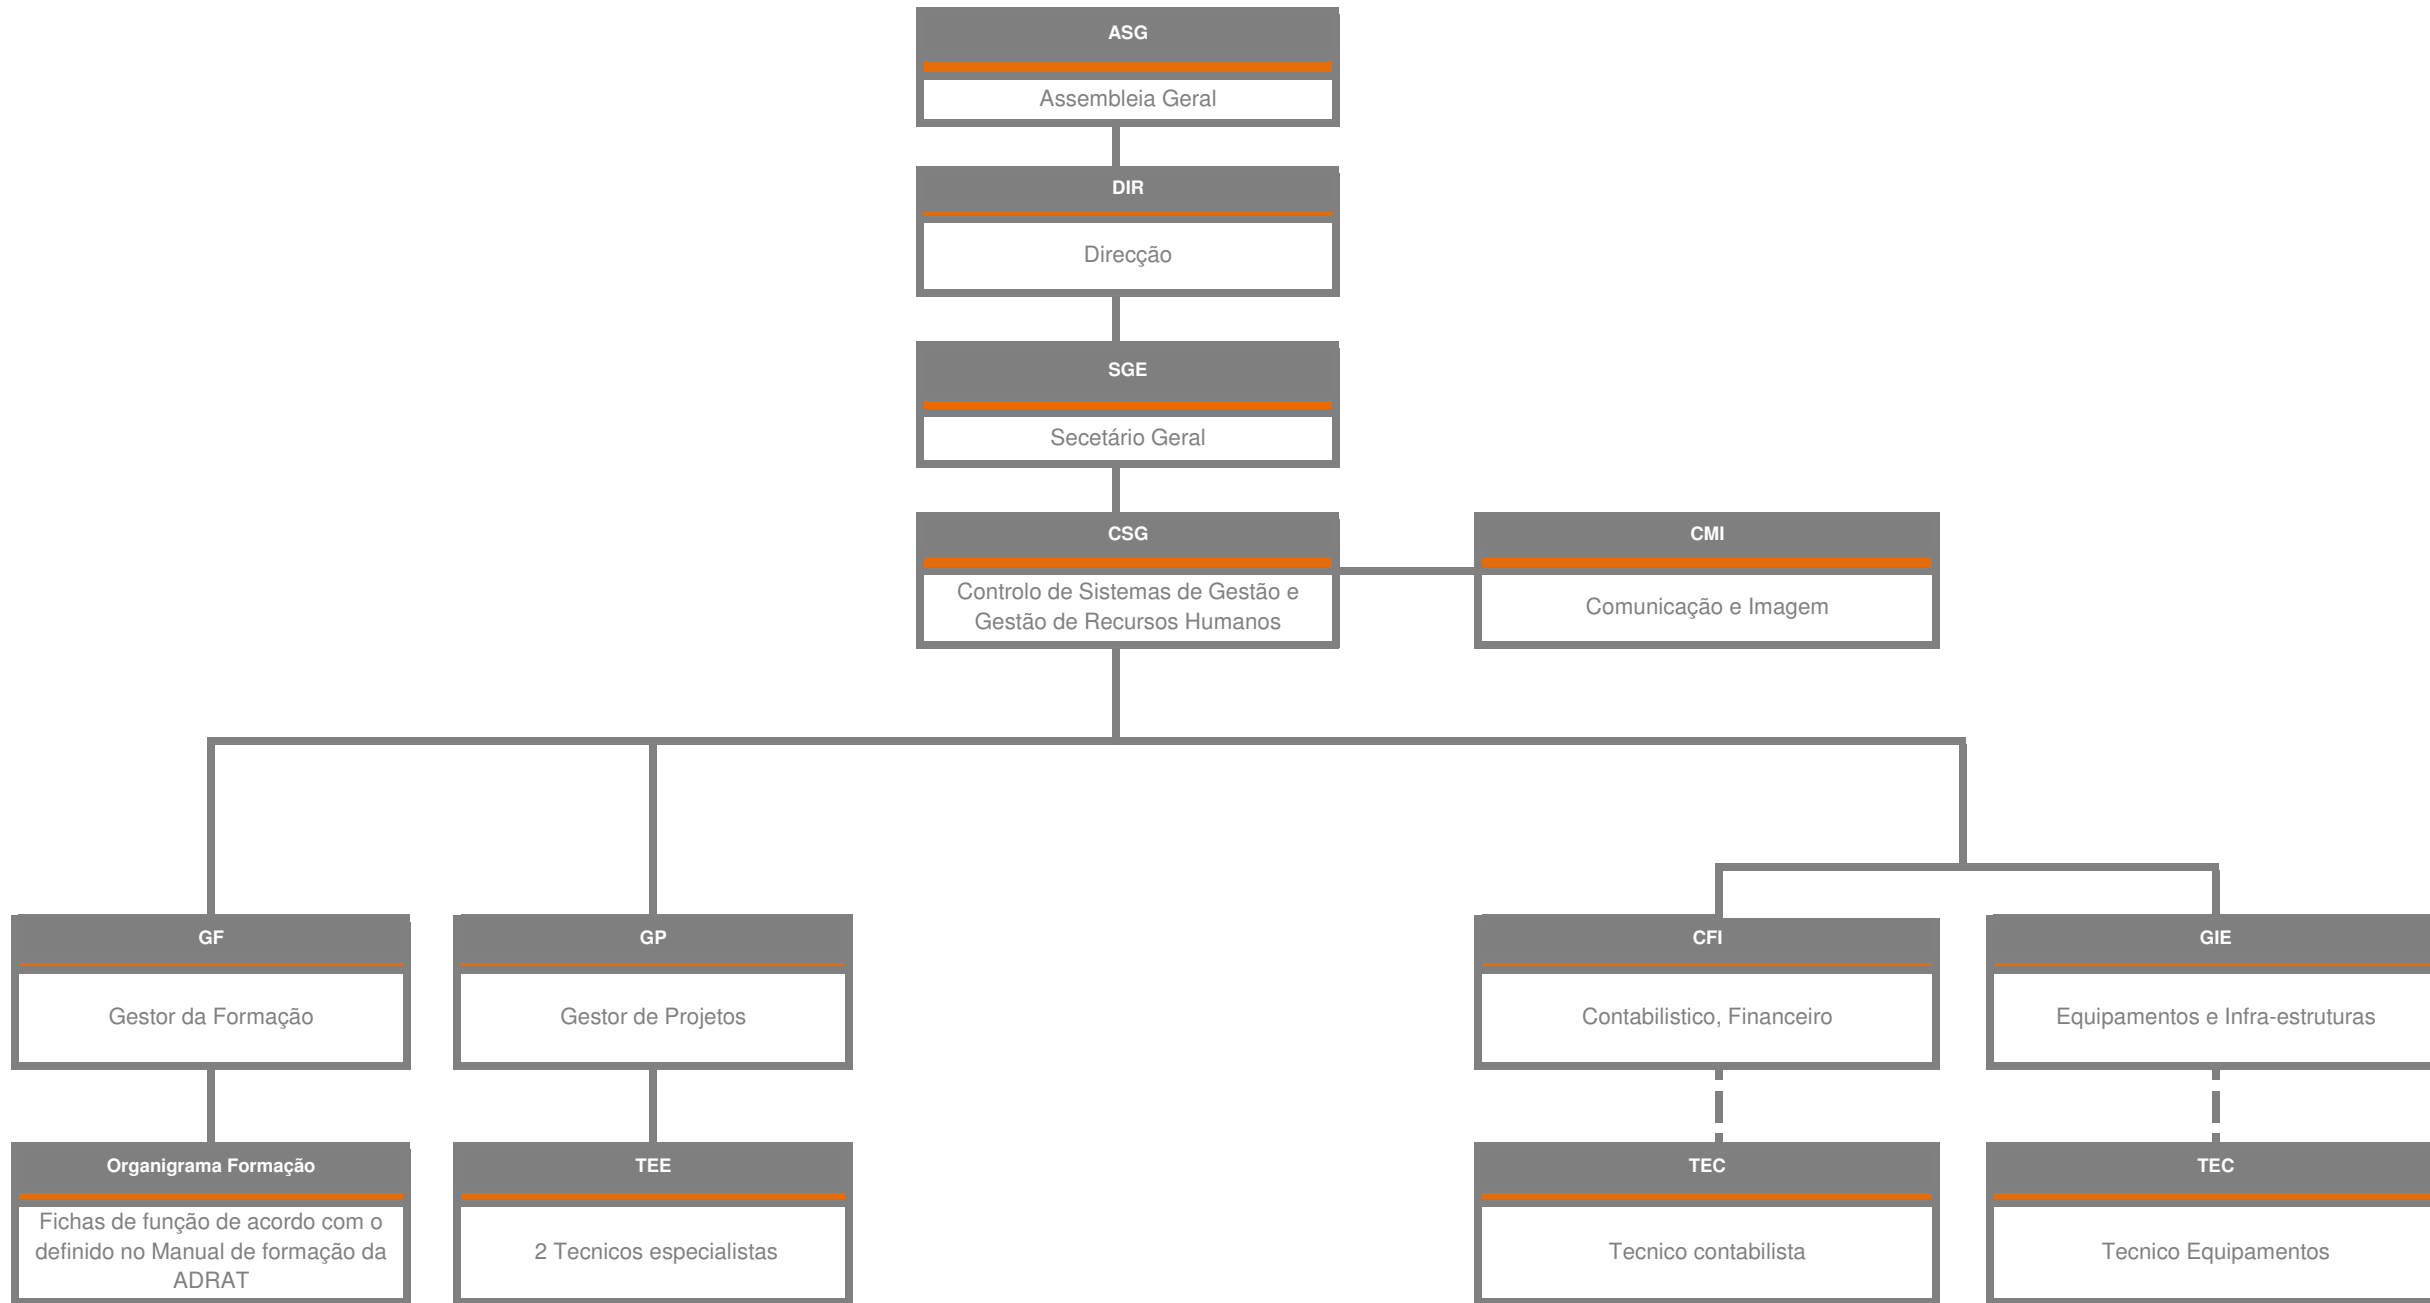 ASG
Assembleia Geral
DIR
Direcção
SGE
Secetário Geral
CSG
Controlo de Sistemas de Gestão e
Gestão de Recursos Humanos
CMI
Comunicação e Imagem
GF
Gestor da Formação
GP
Gestor de Projetos
CFI
Contabilistico, Financeiro
GIE
Equipamentos e Infra-estruturas
Organigrama Formação
Fichas de função de acordo com o
definido no Manual de formação da
ADRAT
TEE
2 Tecnicos especialistas
TEC
Tecnico contabilista
TEC
Tecnico Equipamentos